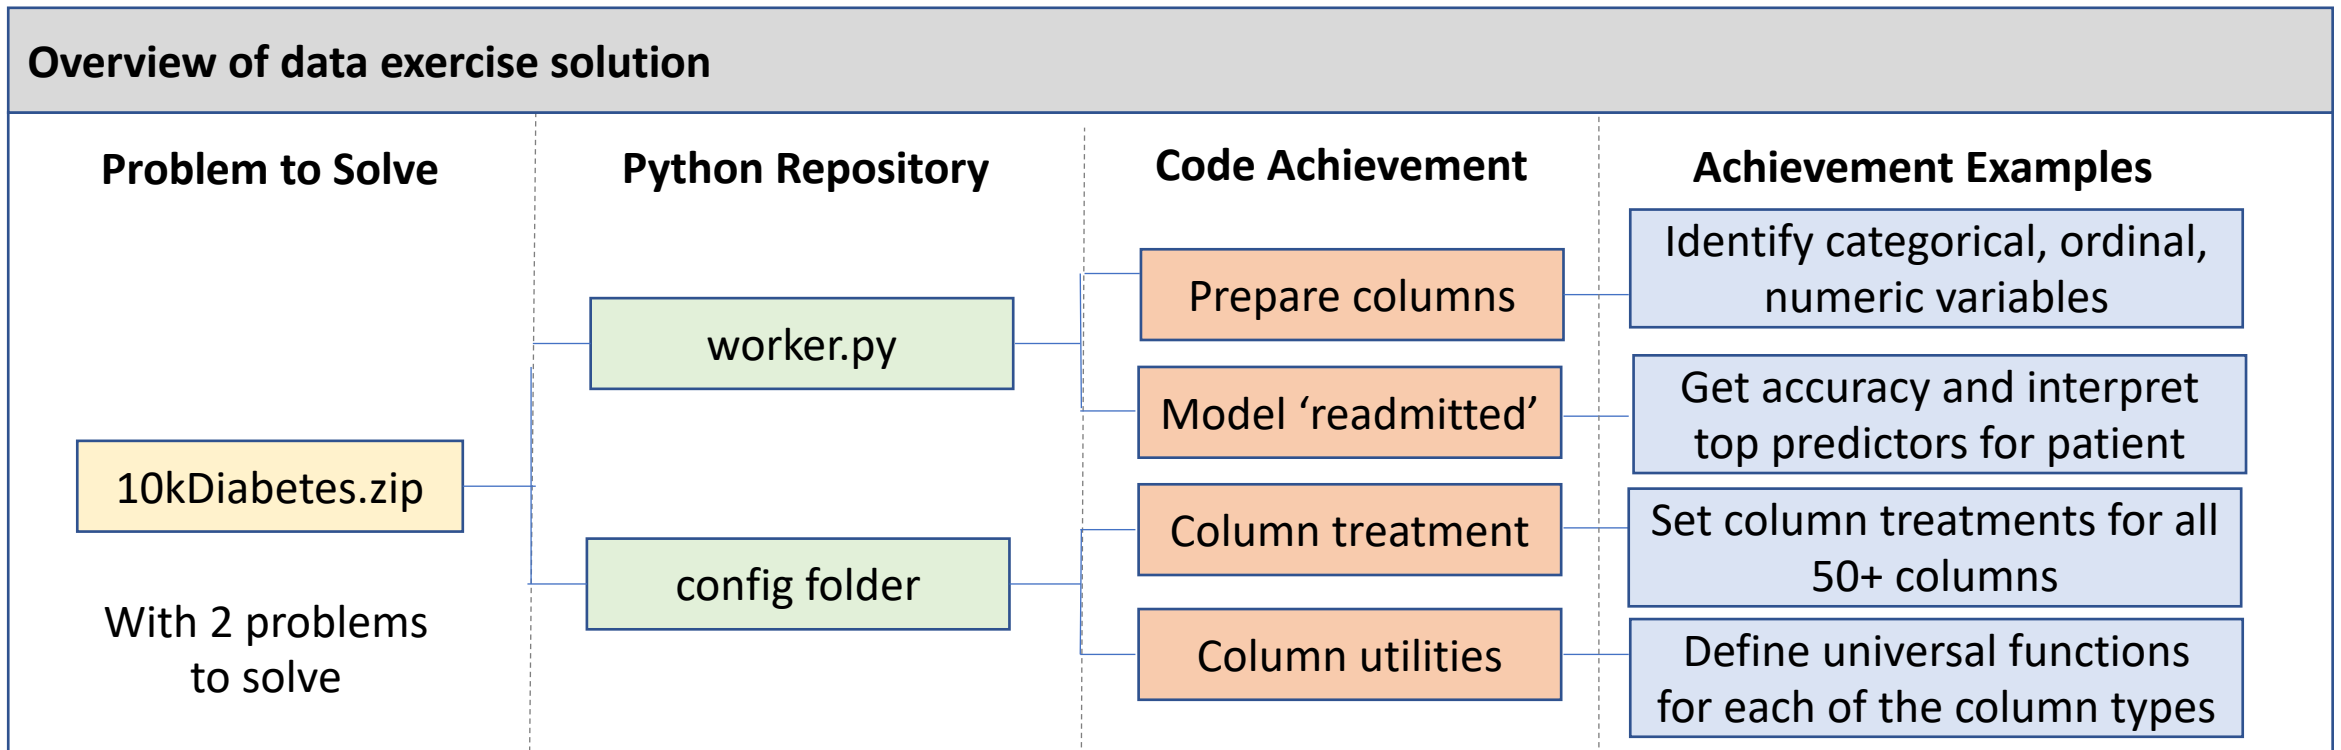 Overview of data exercise solution
Problem to Solve
Python Repository
Code Achievement
Achievement Examples
10kDiabetes.zip
With 2 problems
to solve
worker.py
config folder
Prepare columns
Model ‘readmitted’
Column treatment
Column utilities
Identify categorical, ordinal,
numeric variables
Get accuracy and interpret
top predictors for patient
Set column treatments for all
50+ columns
Define universal functions
for each of the column types